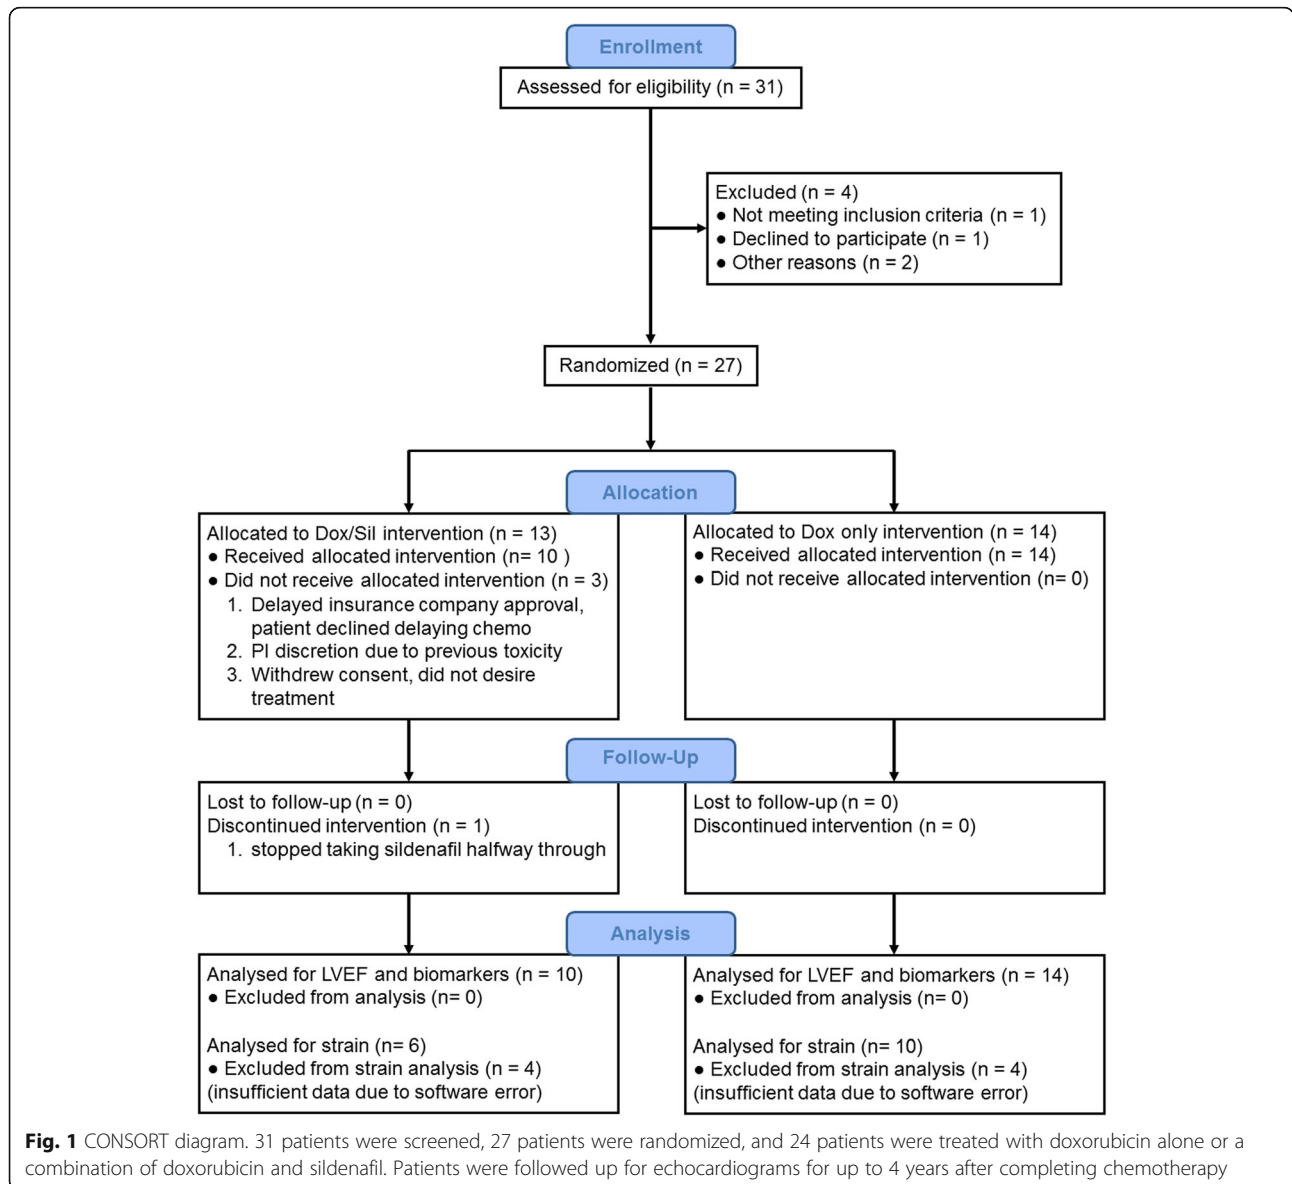 Enrollment
Assessed for eligibility (n = 31)
Excluded (n = 4)
● Not meeting inclusion criteria (n = 1)
● Declined to participate (n = 1)
● Other reasons (n = 2)
Randomized (n = 27)
Allocation
Allocated to Dox/Sil intervention (n = 13)
● Received allocated intervention (n= 10 )
● Did not receive allocated intervention (n = 3)
1. Delayed insurance company approval,
patient declined delaying chemo
2. PI discretion due to previous toxicity
3. Withdrew consent, did not desire
treatment
Allocated to Dox only intervention (n = 14)
● Received allocated intervention (n = 14)
● Did not receive allocated intervention (n= 0)
Follow-Up
Lost to follow-up (n = 0)
Discontinued intervention (n = 1)
1. stopped taking sildenafil halfway through
Lost to follow-up (n = 0)
Discontinued intervention (n = 0)
Analysis
Analysed for LVEF and biomarkers (n = 10)
● Excluded from analysis (n= 0)
Analysed for strain (n= 6)
● Excluded from strain analysis (n = 4)
(insufficient data due to software error)
Analysed for LVEF and biomarkers (n = 14)
● Excluded from analysis (n= 0)
Analysed for strain (n= 10)
● Excluded from strain analysis (n = 4)
(insufficient data due to software error)
Fig. 1 CONSORT diagram. 31 patients were screened, 27 patients were randomized, and 24 patients were treated with doxorubicin alone or a
combination of doxorubicin and sildenafil. Patients were followed up for echocardiograms for up to 4 years after completing chemotherapy